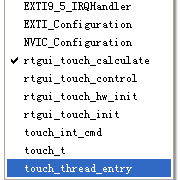 EXTI9_5_IRQHandler
EXTI_Configuration
NVIC_Configuration
rtgui_touch_calculate
rtgui_touch_control
rtgui_touch_hw_init
rtgui_touch_init
touch_int_cmd
touch_t
touch_thread_entry